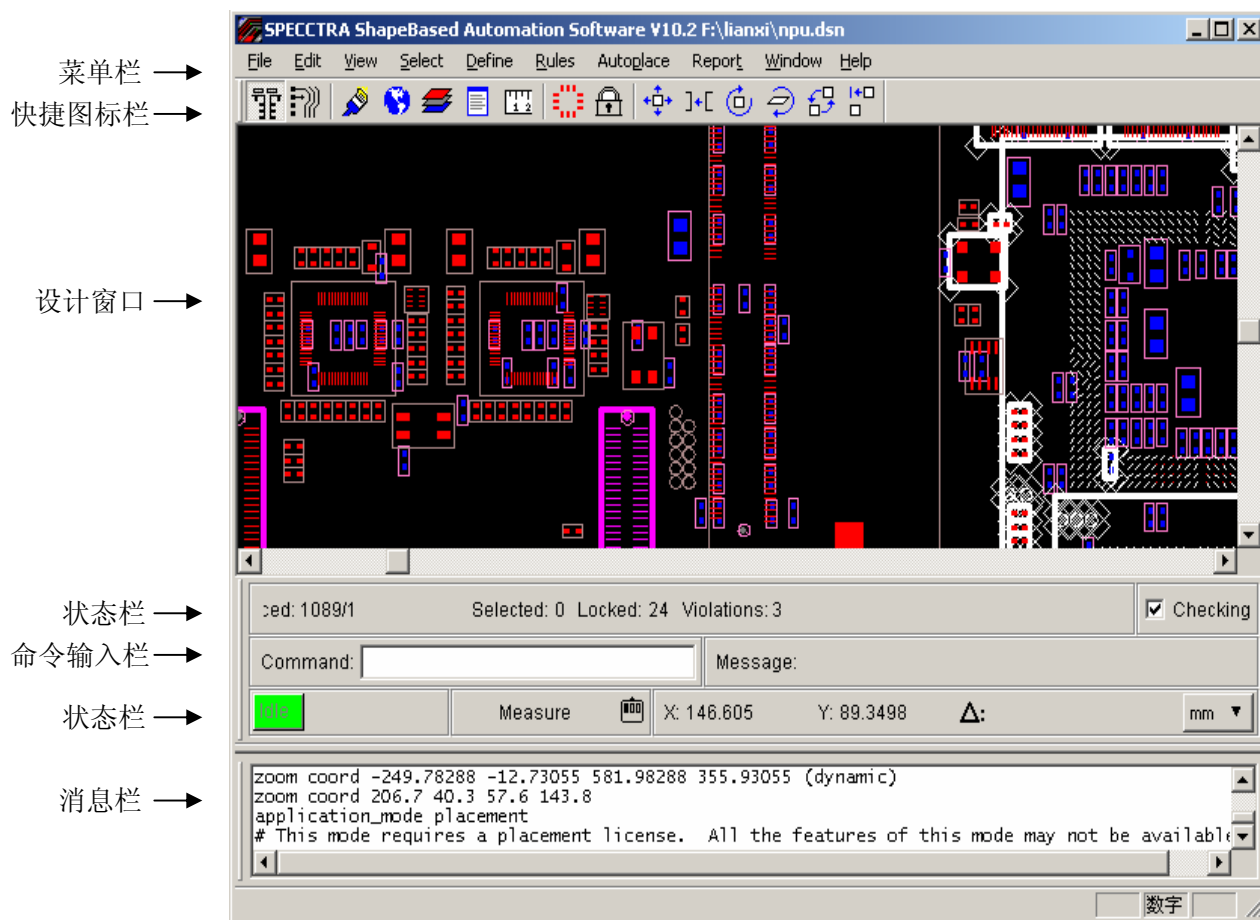 SPECCTRA ShapeBased Automation Software V10.2 F:\lianxi\npu.dsn
菜单栏
File Edit View Select Define Rules Autoplace Report Window Help
快捷图标栏
设计窗口
状态栏
ced: 1089/1 Selected: 0 Locked: 24 Violations: 3 Checking
命令输入栏
Command: Message:
状态栏
Idle Measure X: 146.605 Y: 89.3498 Δ: mm
消息栏
zoom coord -249.78288 -12.73055 581.98288 355.93055 (dynamic)
zoom coord 206.7 40.3 57.6 143.8
application_mode placement
# This mode requires a placement license. All the features of this mode may not be available
数字